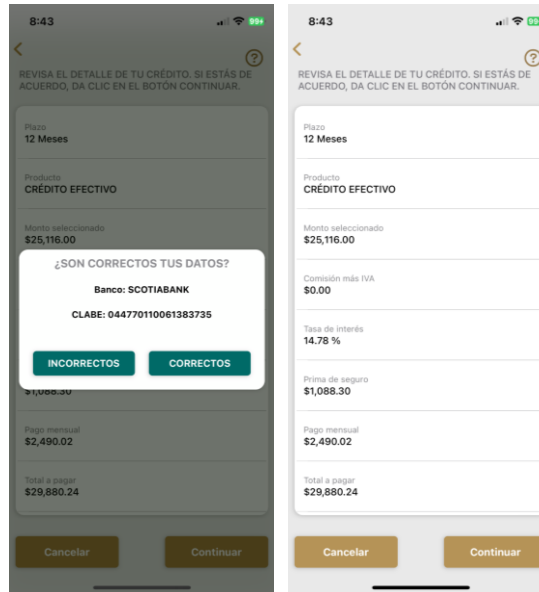 8:43
99+
?
REVISA EL DETALLE DE TU CRÉDITO. SI ESTÁS DE
ACUERDO, DA CLIC EN EL BOTÓN CONTINUAR.
Plazo
12 Meses
Producto
CRÉDITO EFECTIVO
Monto seleccionado
$25,116.00
¿SON CORRECTOS TUS DATOS?
Banco: SCOTIABANK
CLABE: 044770110061383735
INCORRECTOS
CORRECTOS
$1,088.30
Pago mensual
$2,490.02
Total a pagar
$29,880.24
Cancelar
Continuar
8:43
99
?
REVISA EL DETALLE DE TU CRÉDITO. SI ESTÁS DE
ACUERDO, DA CLIC EN EL BOTÓN CONTINUAR.
Plazo
12 Meses
Producto
CRÉDITO EFECTIVO
Monto seleccionado
$25,116.00
Comisión más IVA
$0.00
Tasa de interés
14.78 %
Prima de seguro
$1,088.30
Pago mensual
$2,490.02
Total a pagar
$29,880.24
Cancelar
Continuar